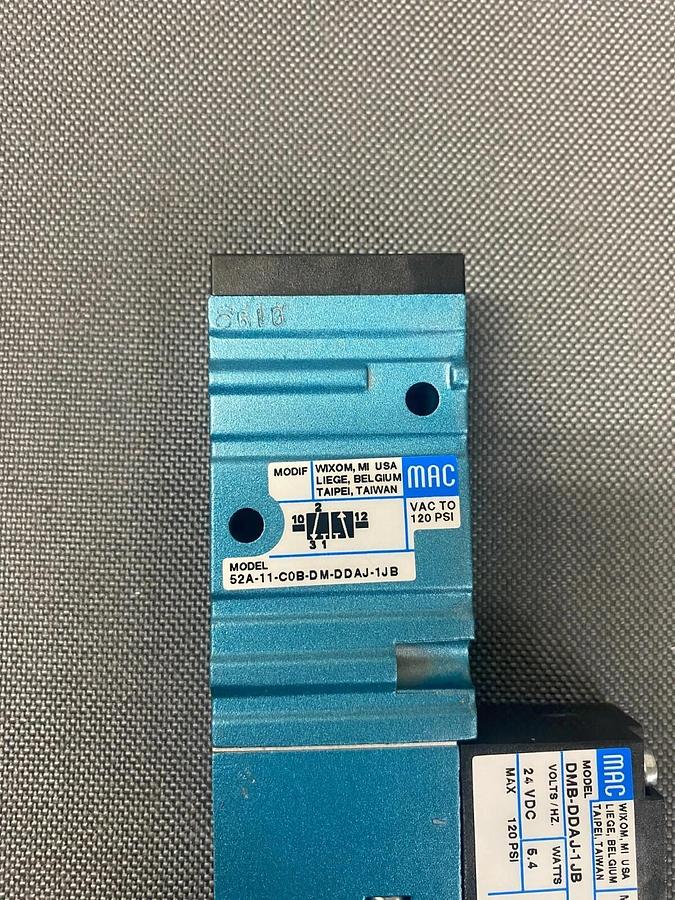 MODIF
WIXOM, MI USA
LIEGE, BELGIUM
TAIPEI, TAIWAN
MAC
VAC TO
120 PSI
2
10
12
3 1
MODEL
52A-11-C0B-DM-DDAJ-1JB
MAC
WIXOM, MI USA
LIEGE, BELGIUM
TAIPEI, TAIWAN
MODEL
DMB-DDAJ-1JB
VOLTS / HZ. WATTS
24 VDC 5.4
MAX 120 PSI